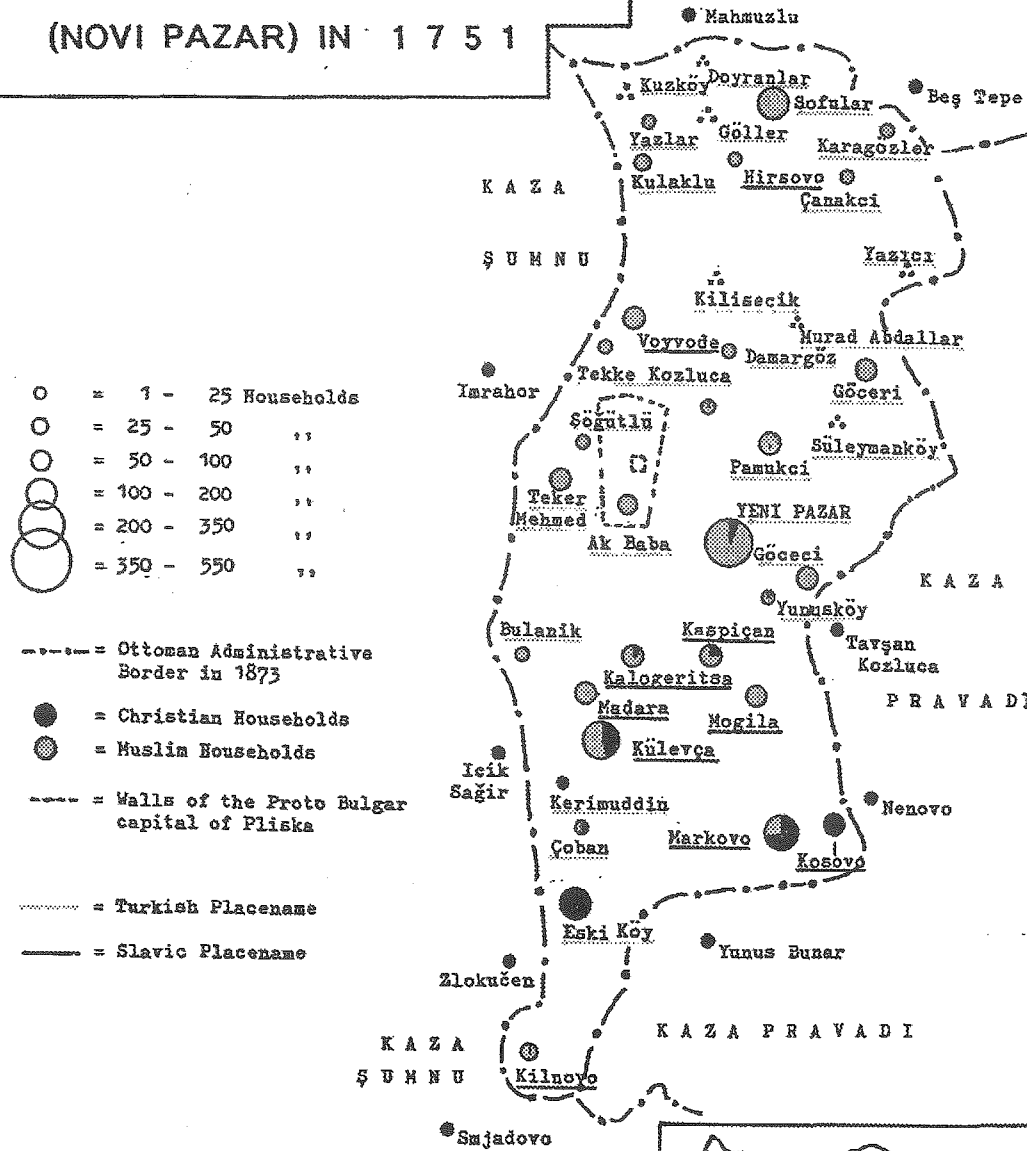 (NOVI PAZAR) IN 1751
Mahmuzlu
Kuzköy
Doyranlar
Sofular
Beş Tepe
Yazlar
Göller
Karagözler
Kulaklu
Hirsovo
Çanakci
KAZA
ŞUMNU
Yazıcı
Kilisecik
Voyvode
Murad Abdallar
Damargöz
Tekke Kozluca
Imrahor
Göceri
Söğütlü
Süleymanköy
Pamukci
Teker
Mehmed
Ak Baba
YENI PAZAR
Göceci
Yunusköy
KAZA
PRAVADI
Tavşan
Kozluca
Bulanik
Kaspiçan
Kalogeritsa
Madara
Mogila
Külevça
Içik
Sağir
Kerimuddin
Nenovo
Çoban
Markovo
Kosovo
Eski Köy
Yunus Bunar
Zlokučen
KAZA PRAVADI
KAZA
ŞUMNU
Kilnovo
Smjadovo
= 1 - 25 Households
= 25 - 50 ,,
= 50 - 100 ,,
= 100 - 200 ,,
= 200 - 350 ,,
= 350 - 550 ,,
= Ottoman Administrative
Border in 1873
= Christian Households
= Muslim Households
= Walls of the Proto Bulgar
capital of Pliska
= Turkish Placename
= Slavic Placename